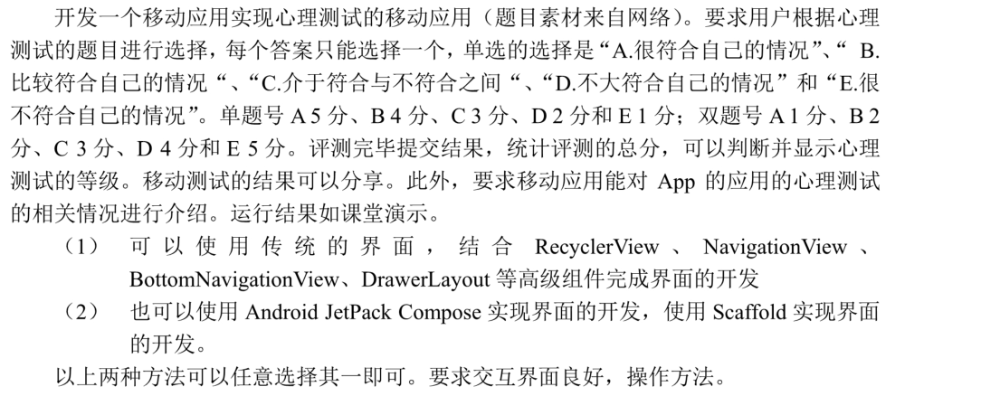 开发一个移动应用实现心理测试的移动应用（题目素材来自网络）。要求用户根据心理
测试的题目进行选择，每个答案只能选择一个，单选的选择是“A.很符合自己的情况”、“ B.
比较符合自己的情况“、“C.介于符合与不符合之间“、“D.不大符合自己的情况”和“E.很
不符合自己的情况”。单题号 A 5 分、B 4 分、C 3 分、D 2 分和 E 1 分；双题号 A 1 分、B 2
分、C 3 分、D 4 分和 E 5 分。评测完毕提交结果，统计评测的总分，可以判断并显示心理
测试的等级。移动测试的结果可以分享。此外，要求移动应用能对 App 的应用的心理测试
的相关情况进行介绍。运行结果如课堂演示。
（1） 可以使用传统的界面，结合 RecyclerView、NavigationView、
BottomNavigationView、DrawerLayout 等高级组件完成界面的开发
（2） 也可以使用 Android JetPack Compose 实现界面的开发，使用 Scaffold 实现界面
的开发。
以上两种方法可以任意选择其一即可。要求交互界面良好，操作方法。